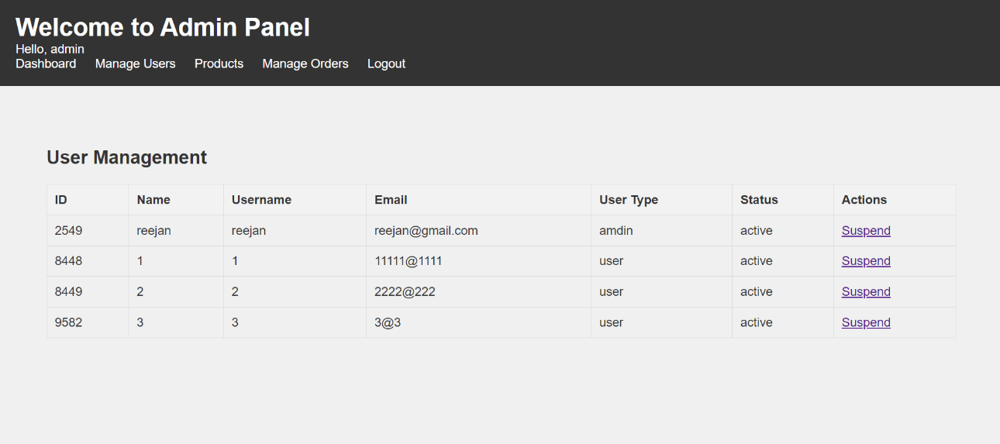 Welcome to Admin Panel
Hello, admin
Dashboard Manage Users Products Manage Orders Logout
User Management
ID Name Username Email User Type Status Actions
2549 reejan reejan reejan@gmail.com amdin active Suspend
8448 1 1 11111@1111 user active Suspend
8449 2 2 2222@222 user active Suspend
9582 3 3 3@3 user active Suspend